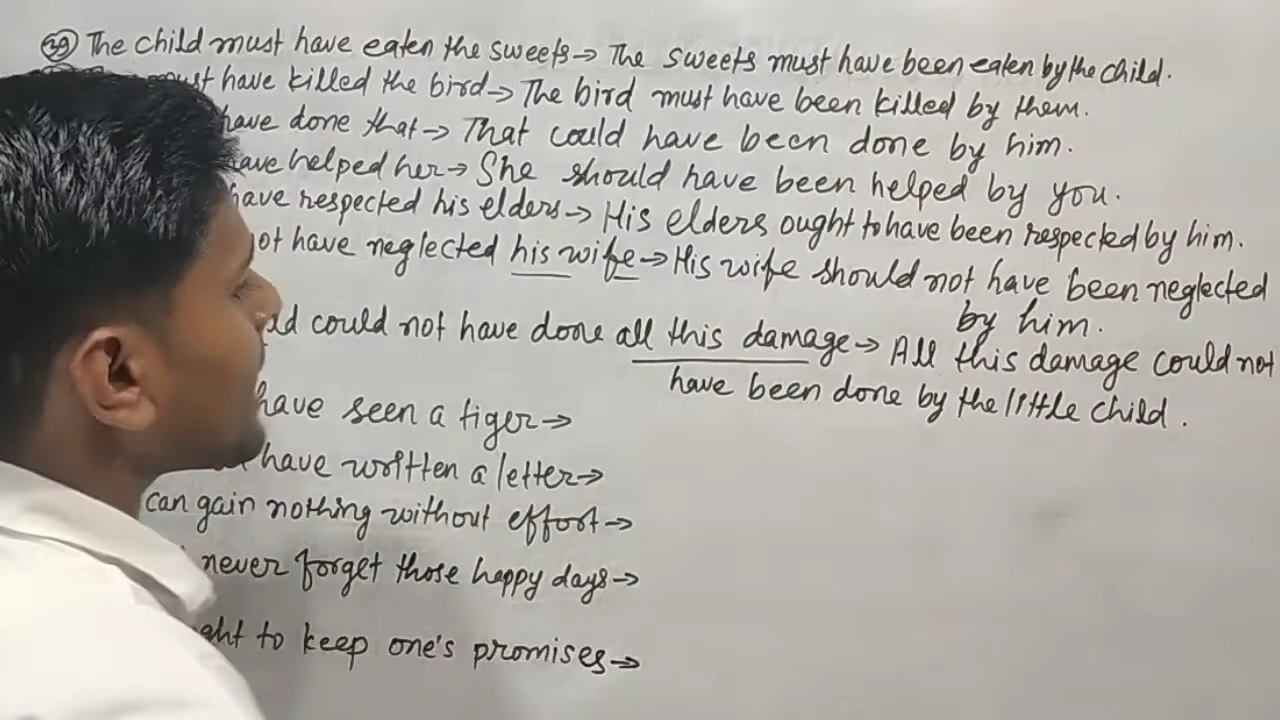 39 The child must have eaten the sweets→ The sweets must have been eaten by the child.
must have killed the bird→ The bird must have been killed by them.
have done that→ That could have been done by him.
have helped her→ She should have been helped by you.
have respected his elders→ His elders ought to have been respected by him.
not have neglected his wife→ His wife should not have been neglected
by him.
could not have done all this damage→ All this damage could not
have been done by the little child.
have seen a tiger→
have written a letter→
can gain nothing without effort→
never forget those happy days→
to keep one's promises→